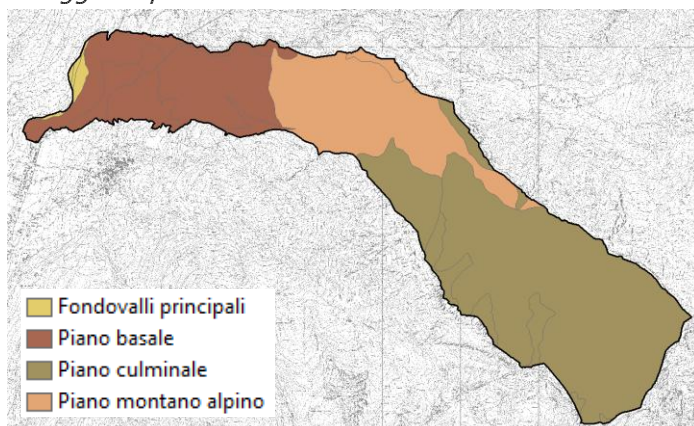 Fondovalli principali
Piano basale
Piano culminale
Piano montano alpino